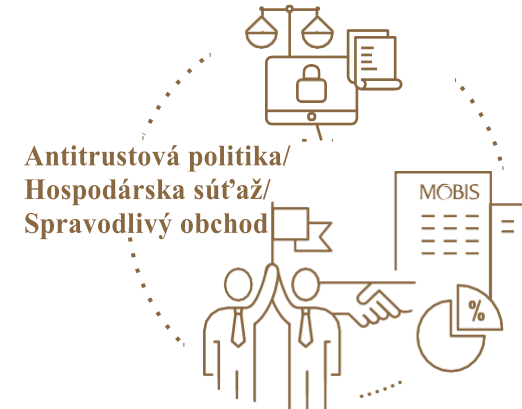 Antitrustová politika/
Hospodárska súťaž/
Spravodlivý obchod
MOBIS
%